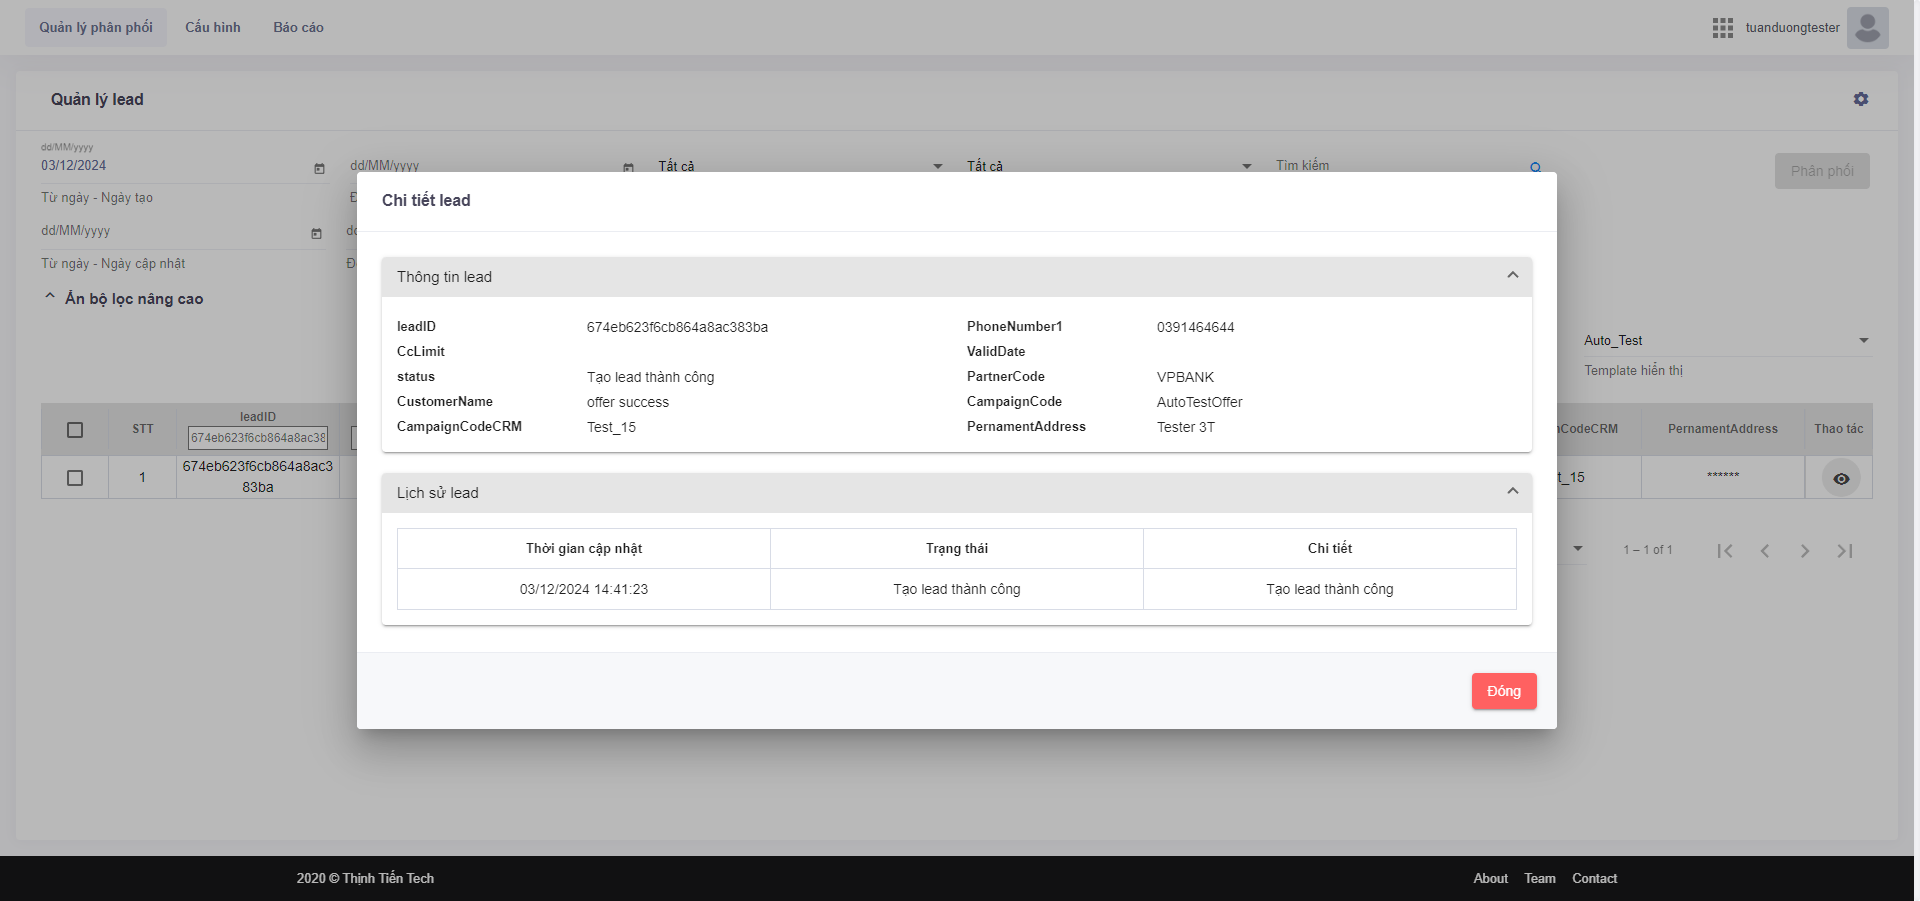 Quản lý phân phối Cấu hình Báo cáo tuanduongtester
Quản lý lead
dd/MM/yyyy
03/12/2024 dd/MM/yyyy Tất cả Tất cả Tìm kiếm Phân phối
Từ ngày - Ngày tạo
dd/MM/yyyy
Từ ngày - Ngày cập nhật
Ẩn bộ lọc nâng cao
Auto_Test
Template hiển thị
STT leadID 674eb623f6cb864a8ac38 CodeCRM PernamentAddress Thao tác
1 674eb623f6cb864a8ac3 t_15 ******
83ba
1 – 1 of 1
Chi tiết lead
Thông tin lead
leadID 674eb623f6cb864a8ac383ba PhoneNumber1 0391464644
CcLimit ValidDate
status Tạo lead thành công PartnerCode VPBANK
CustomerName offer success CampaignCode AutoTestOffer
CampaignCodeCRM Test_15 PernamentAddress Tester 3T
Lịch sử lead
Thời gian cập nhật Trạng thái Chi tiết
03/12/2024 14:41:23 Tạo lead thành công Tạo lead thành công
Đóng
2020 © Thịnh Tiến Tech About Team Contact